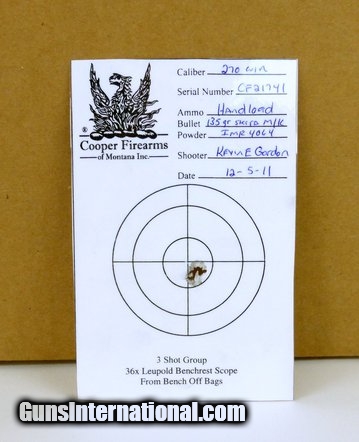 Caliber 270 WIN
Serial Number CF21741
Ammo Handload
Bullet 135 gr Sierra M/K
Powder IMR 4064
Shooter Kevin E Gordon
Date 12-5-11
®
Cooper Firearms
of Montana Inc.
3 Shot Group
36x Leupold Benchrest Scope
From Bench Off Bags
GunsInternational.com